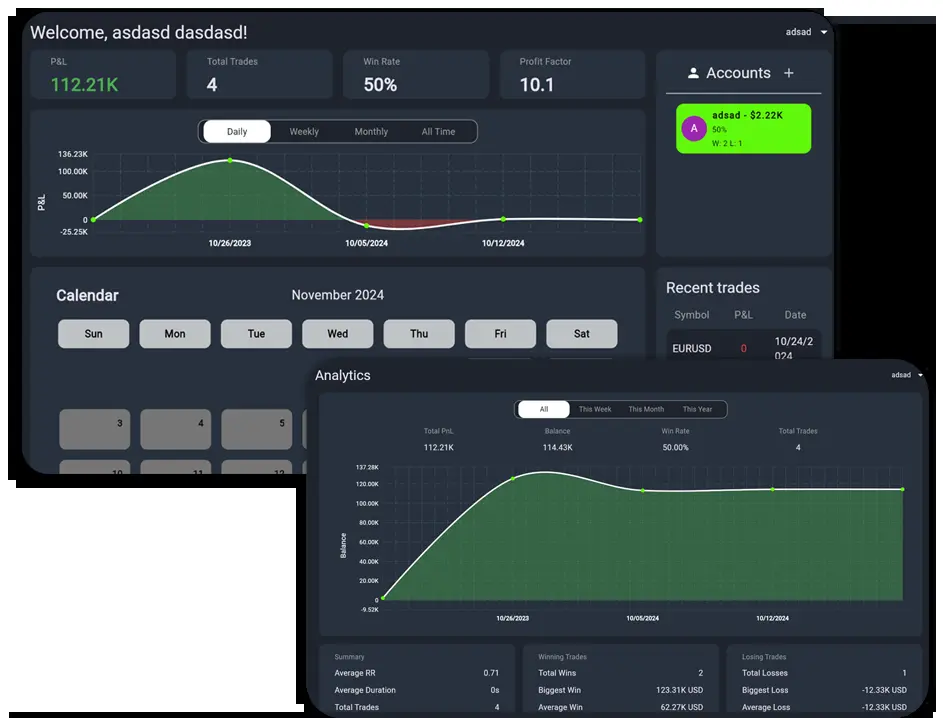 Welcome, asdasd dasdasd!
adsad
P&L
112.21K
Total Trades
4
Win Rate
50%
Profit Factor
10.1
Accounts +
A
adsad - $2.22K
50%
W: 2 L: 1
Daily Weekly Monthly All Time
136.23K
100.00K
50.00K
0
-25.25K
P&L
10/26/2023 10/05/2024 10/12/2024
Calendar
November 2024
Sun Mon Tue Wed Thu Fri Sat
3 4 5
10 11 12
Recent trades
Symbol P&L Date
EURUSD 0 10/24/2
024
Analytics
adsad
All This Week This Month This Year
Total PnL Balance Win Rate Total Trades
112.21K 114.43K 50.00% 4
137.28K
120.00K
100.00K
80.00K
60.00K
40.00K
20.00K
0
-9.52K
Balance
10/26/2023 10/05/2024 10/12/2024
Summary
Average RR 0.71
Average Duration 0s
Total Trades 4
Winning Trades
Total Wins 2
Biggest Win 123.31K USD
Average Win 62.27K USD
Losing Trades
Total Losses 1
Biggest Loss -12.33K USD
Average Loss -12.33K USD